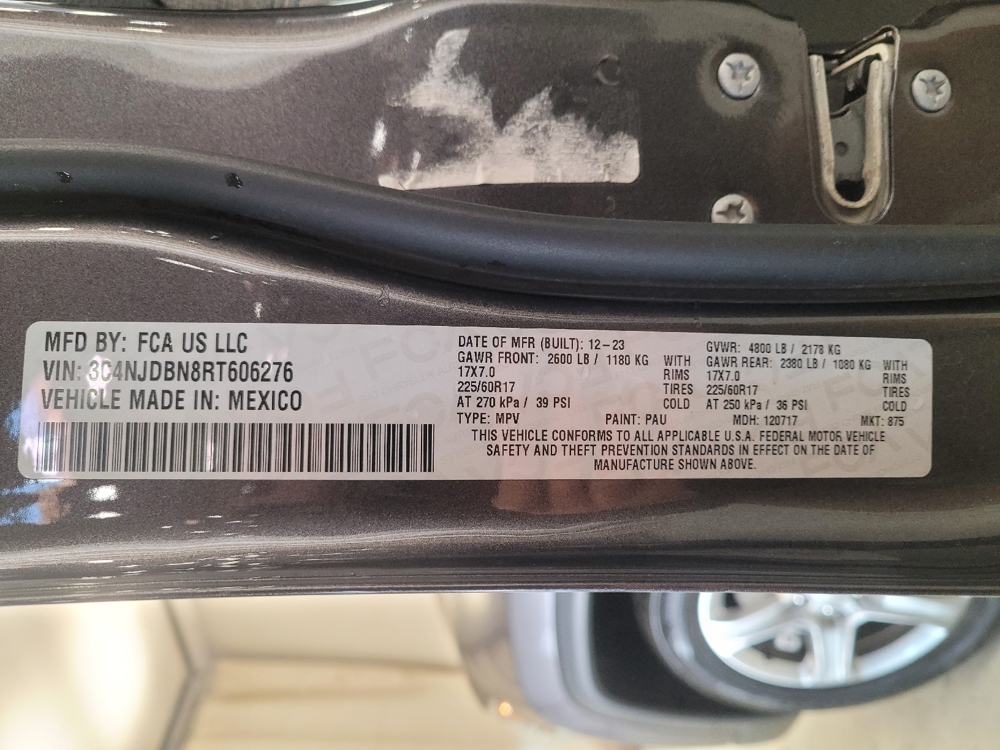 MFD BY: FCA US LLC
VIN: 3C4NJDBN8RT606276
VEHICLE MADE IN: MEXICO
DATE OF MFR (BUILT): 12-23
GAWR FRONT: 2600 LB / 1180 KG WITH
17X7.0 RIMS
225/60R17 TIRES
AT 270 kPa / 39 PSI COLD
GVWR: 4800 LB / 2178 KG
GAWR REAR: 2380 LB / 1080 KG WITH
17X7.0 RIMS
225/60R17 TIRES
AT 250 kPa / 36 PSI COLD
TYPE: MPV PAINT: PAU MDH: 120717 MKT: 875
THIS VEHICLE CONFORMS TO ALL APPLICABLE U.S.A. FEDERAL MOTOR VEHICLE
SAFETY AND THEFT PREVENTION STANDARDS IN EFFECT ON THE DATE OF
MANUFACTURE SHOWN ABOVE.